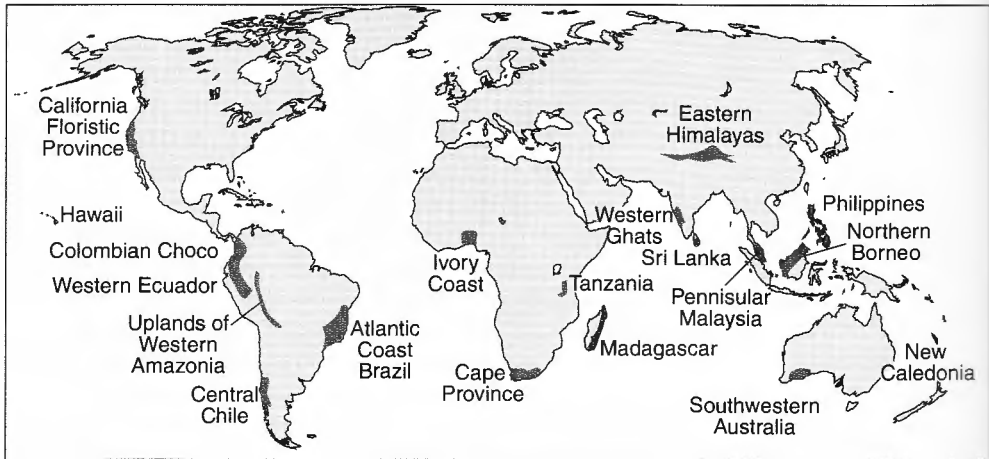 California
Floristic
Province
Eastern
Himalayas
Hawaii
Philippines
Western
Ghats
Northern
Borneo
Colombian Choco
Sri Lanka
Ivory
Coast
Western Ecuador
Tanzania
Pennisular
Malaysia
Uplands of
Western
Amazonia
Atlantic
Coast
Brazil
Madagascar
New
Caledonia
Cape
Province
Central
Chile
Southwestern
Australia